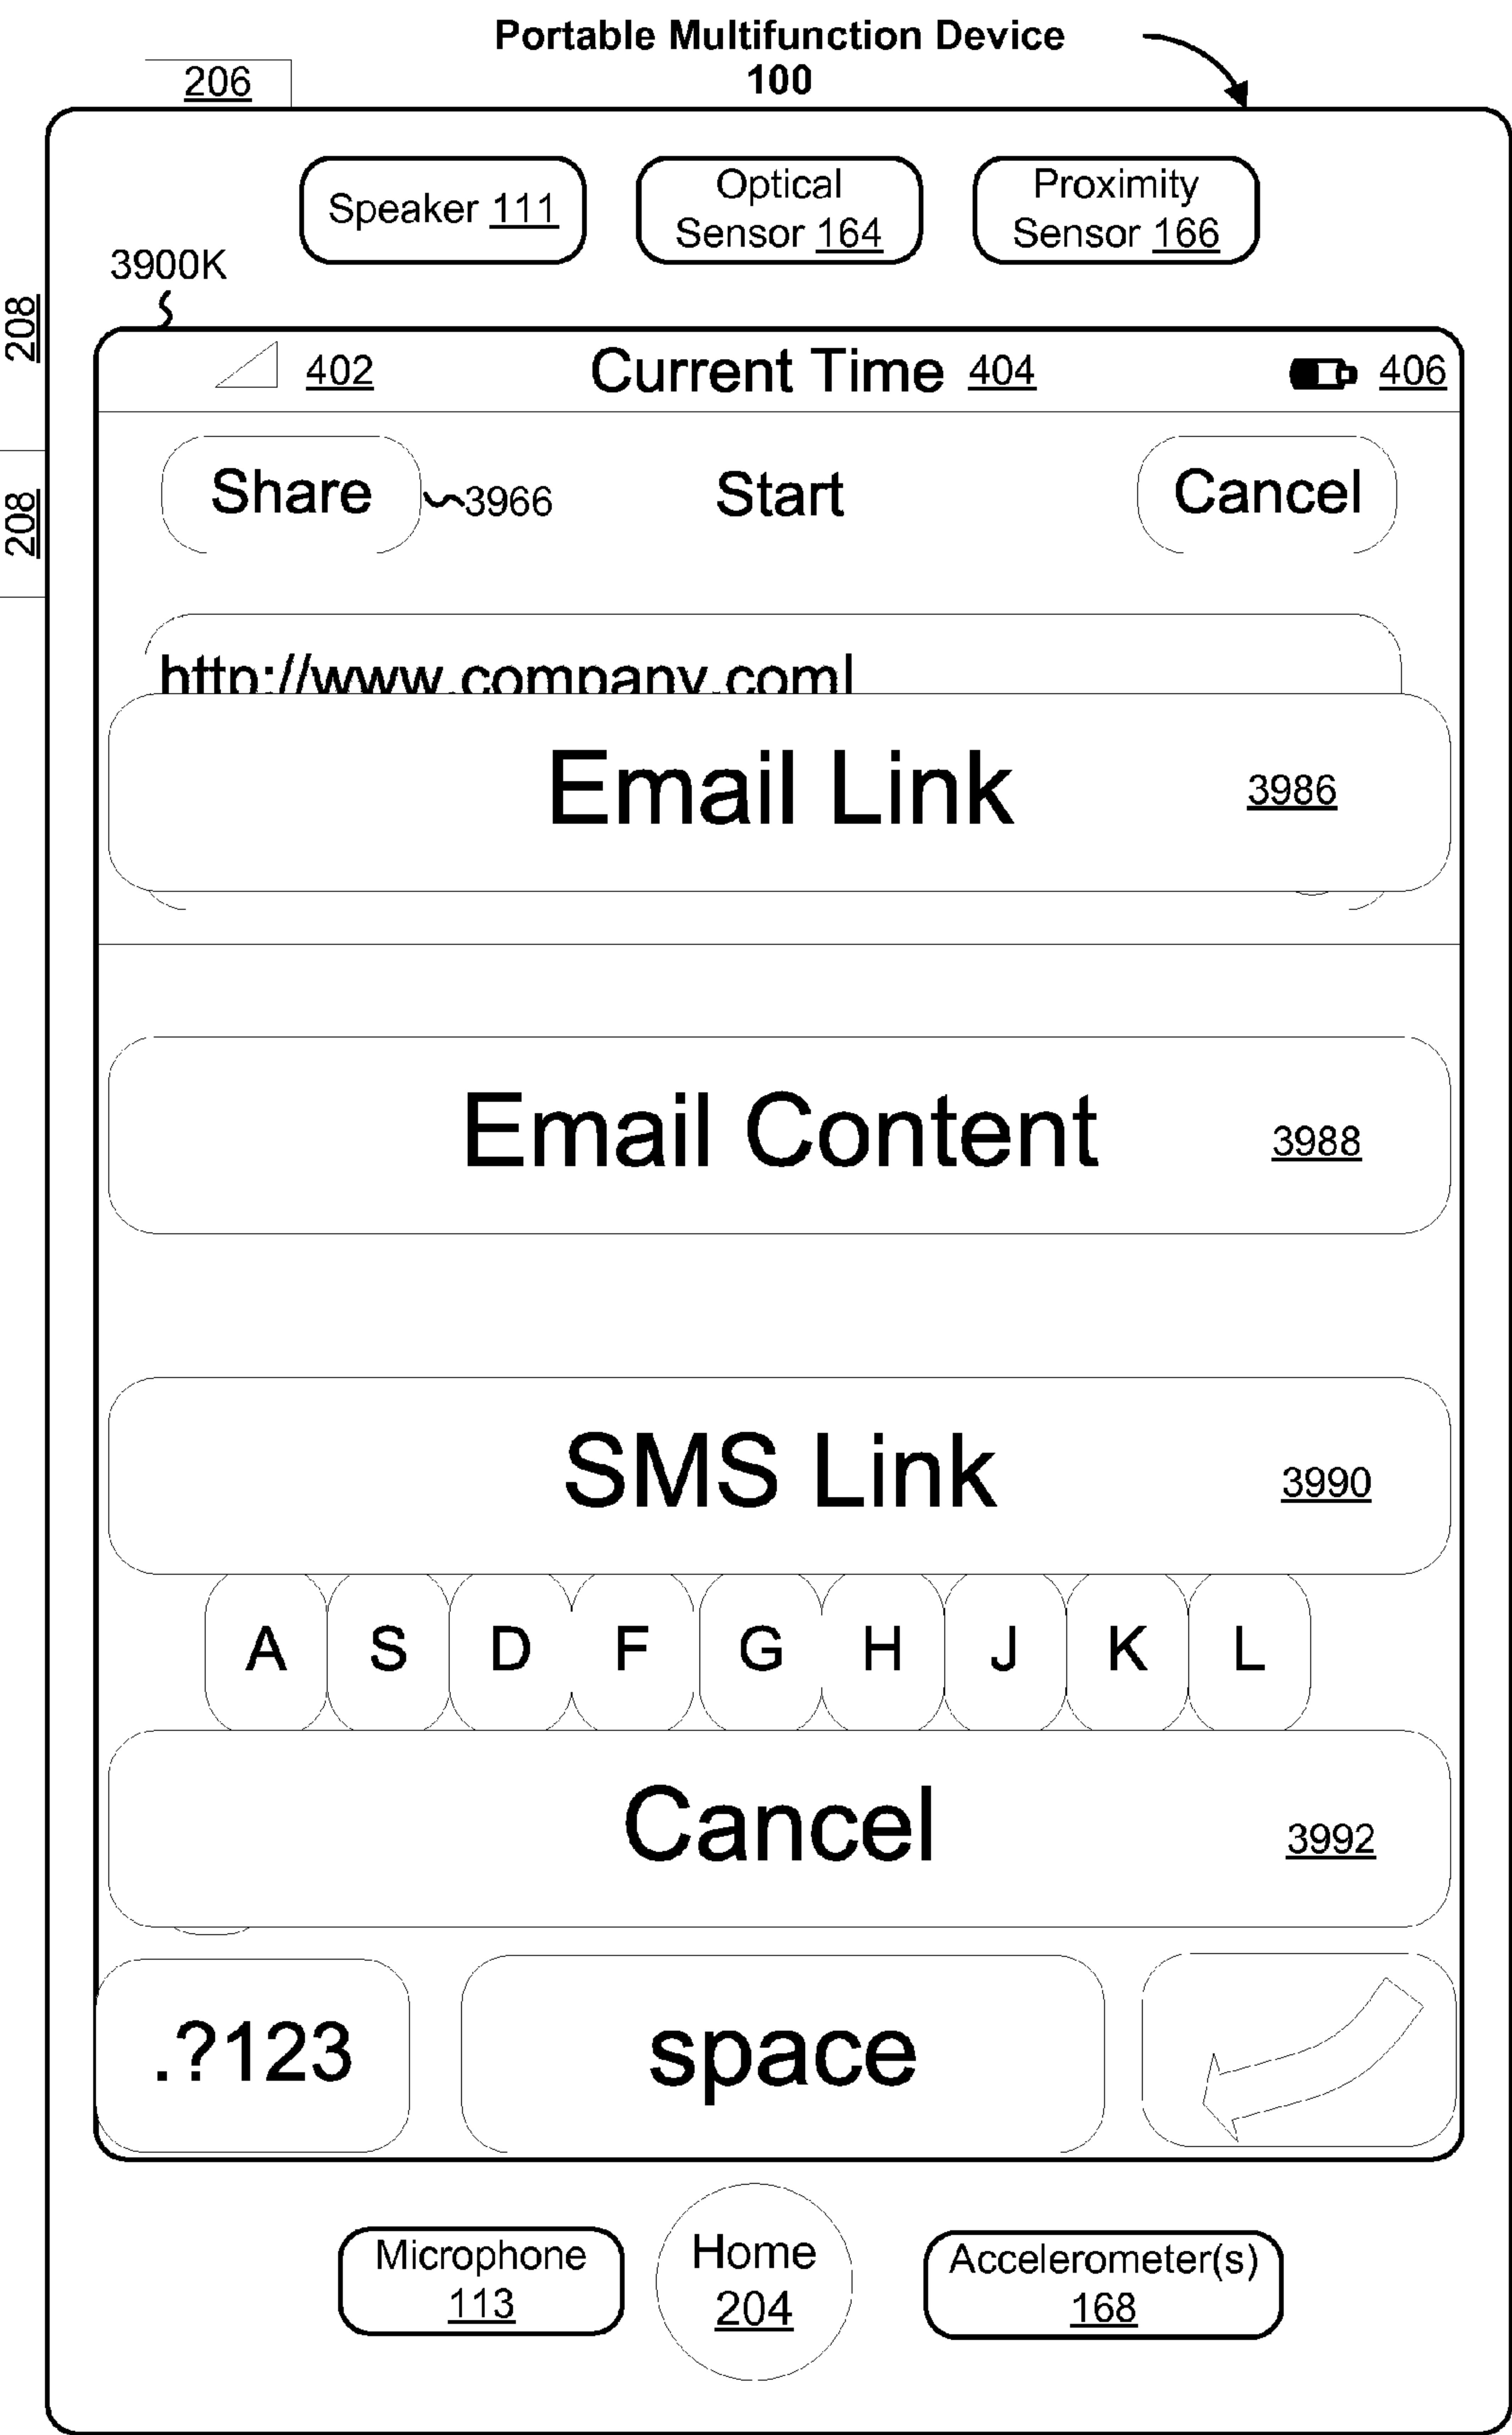 Portable Multifunction Device
100
206
Speaker 111
Optical
Sensor 164
Proximity
Sensor 166
3900K
208
402
Current Time 404
406
Share
3966
Start
Cancel
208
http://www.company.com
Email Link
3986
Email Content
3988
SMS Link
3990
A S D F G H J K L
Cancel
3992
.?123
space
Microphone
113
Home
204
Accelerometer(s)
168